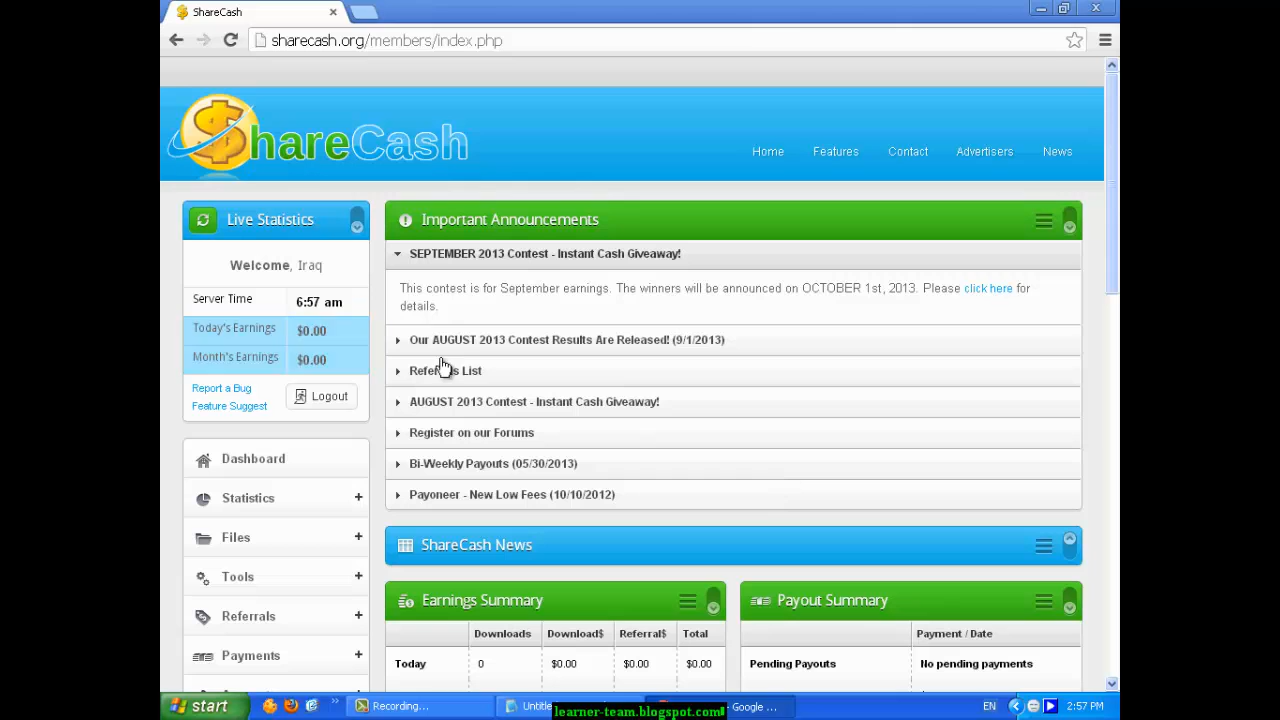 ShareCash
sharecash.org/members/index.php
ShareCash
Home Features Contact Advertisers News
Live Statistics
Welcome, Iraq
Server Time 6:57 am
Today's Earnings $0.00
Month's Earnings $0.00
Report a Bug
Feature Suggest
Logout
Dashboard
Statistics +
Files +
Tools +
Referrals +
Payments +
Important Announcements
SEPTEMBER 2013 Contest - Instant Cash Giveaway!
This contest is for September earnings. The winners will be announced on OCTOBER 1st, 2013. Please click here for
details.
Our AUGUST 2013 Contest Results Are Released! (9/1/2013)
Referrals List
AUGUST 2013 Contest - Instant Cash Giveaway!
Register on our Forums
Bi-Weekly Payouts (05/30/2013)
Payoneer - New Low Fees (10/10/2012)
ShareCash News
Earnings Summary
Downloads Download$ Referral$ Total
Today 0 $0.00 $0.00 $0.00
Payout Summary
Payment / Date
Pending Payouts No pending payments
start Recording... Untitle - Google ... EN 2:57 PM
learner-team.blogspot.com